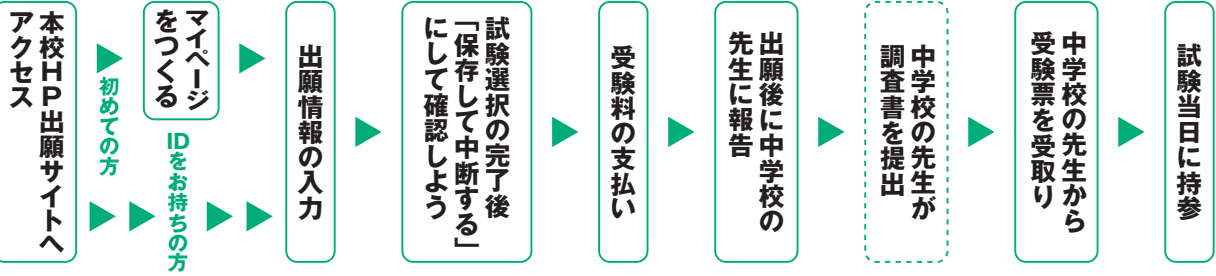 本校HP出願サイトへ
アクセス
初めての方
マイページ
をつくる
IDをお持ちの方
出願情報の入力
試験選択の完了後
「保存して中断する」
にして確認しよう
受験料の支払い
出願後に中学校の
先生に報告
中学校の先生が
調査書を提出
中学校の先生から
受験票を受取り
試験当日に持参